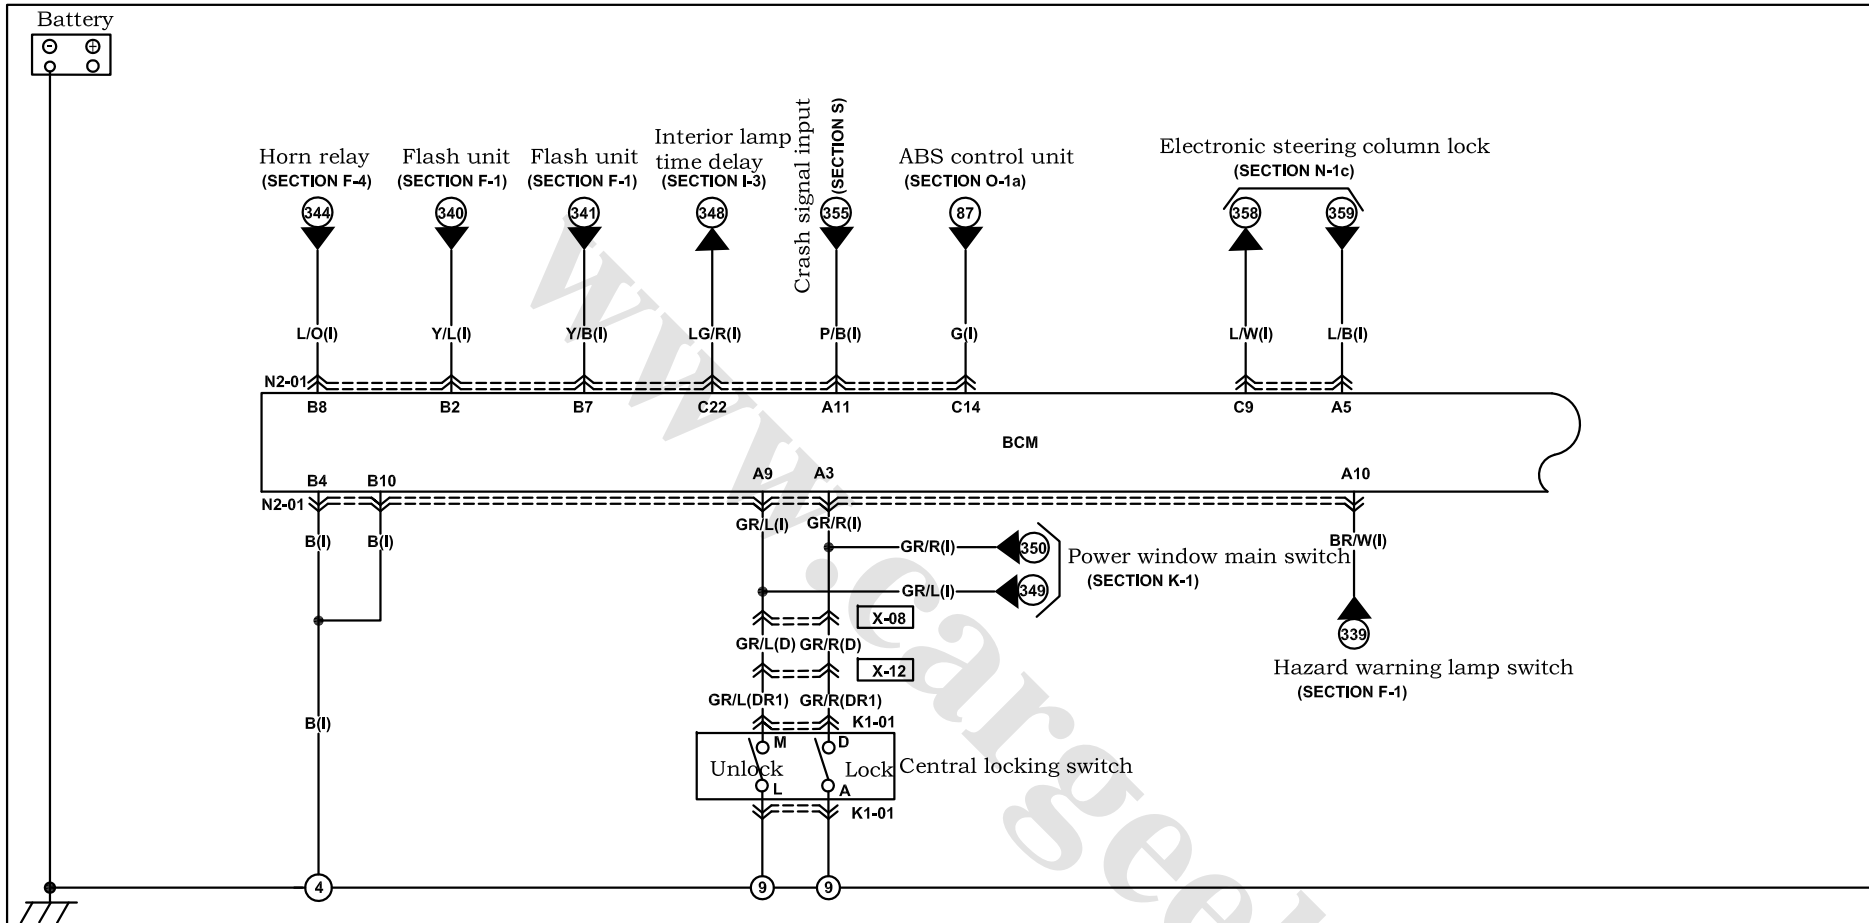 Battery
Horn relay
(SECTION F-4)
Flash unit
(SECTION F-1)
Flash unit
(SECTION F-1)
Interior lamp
time delay
(SECTION I-3)
Crash signal input
(SECTION S)
ABS control unit
(SECTION O-1a)
Electronic steering column lock
(SECTION N-1c)
344
340
341
348
355
87
358
359
L/O(I)
Y/L(I)
Y/B(I)
LG/R(I)
P/B(I)
G(I)
L/W(I)
L/B(I)
N2-01
B8
B2
B7
C22
A11
C14
C9
A5
BCM
B4
B10
A9
A3
A10
N2-01
B(I)
B(I)
GR/L(I)
GR/R(I)
BR/W(I)
GR/R(I)
350
GR/L(I)
349
Power window main switch
(SECTION K-1)
X-08
GR/L(D)
GR/R(D)
X-12
339
Hazard warning lamp switch
(SECTION F-1)
GR/L(DR1)
GR/R(DR1)
B(I)
K1-01
M
D
Unlock
Lock
Central locking switch
L
A
K1-01
4
9
9
www.cargeek